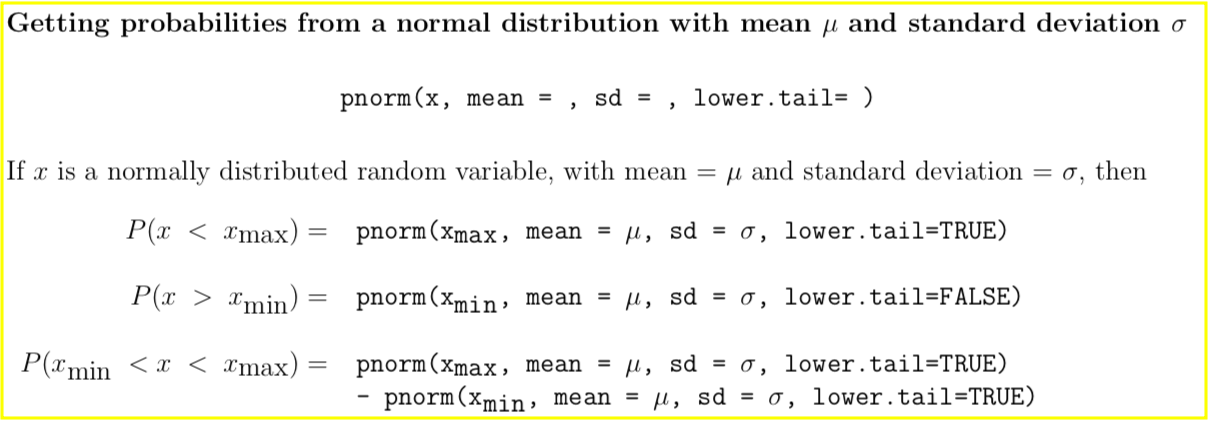 Getting probabilities from a normal distribution with mean μ and standard deviation σ
pnorm(x, mean = , sd = , lower.tail= )
If x is a normally distributed random variable, with mean = μ and standard deviation = σ, then
P(x < xmax) = pnorm(xmax, mean = μ, sd = σ, lower.tail=TRUE)
P(x > xmin) = pnorm(xmin, mean = μ, sd = σ, lower.tail=FALSE)
P(xmin < x < xmax) = pnorm(xmax, mean = μ, sd = σ, lower.tail=TRUE)
- pnorm(xmin, mean = μ, sd = σ, lower.tail=TRUE)